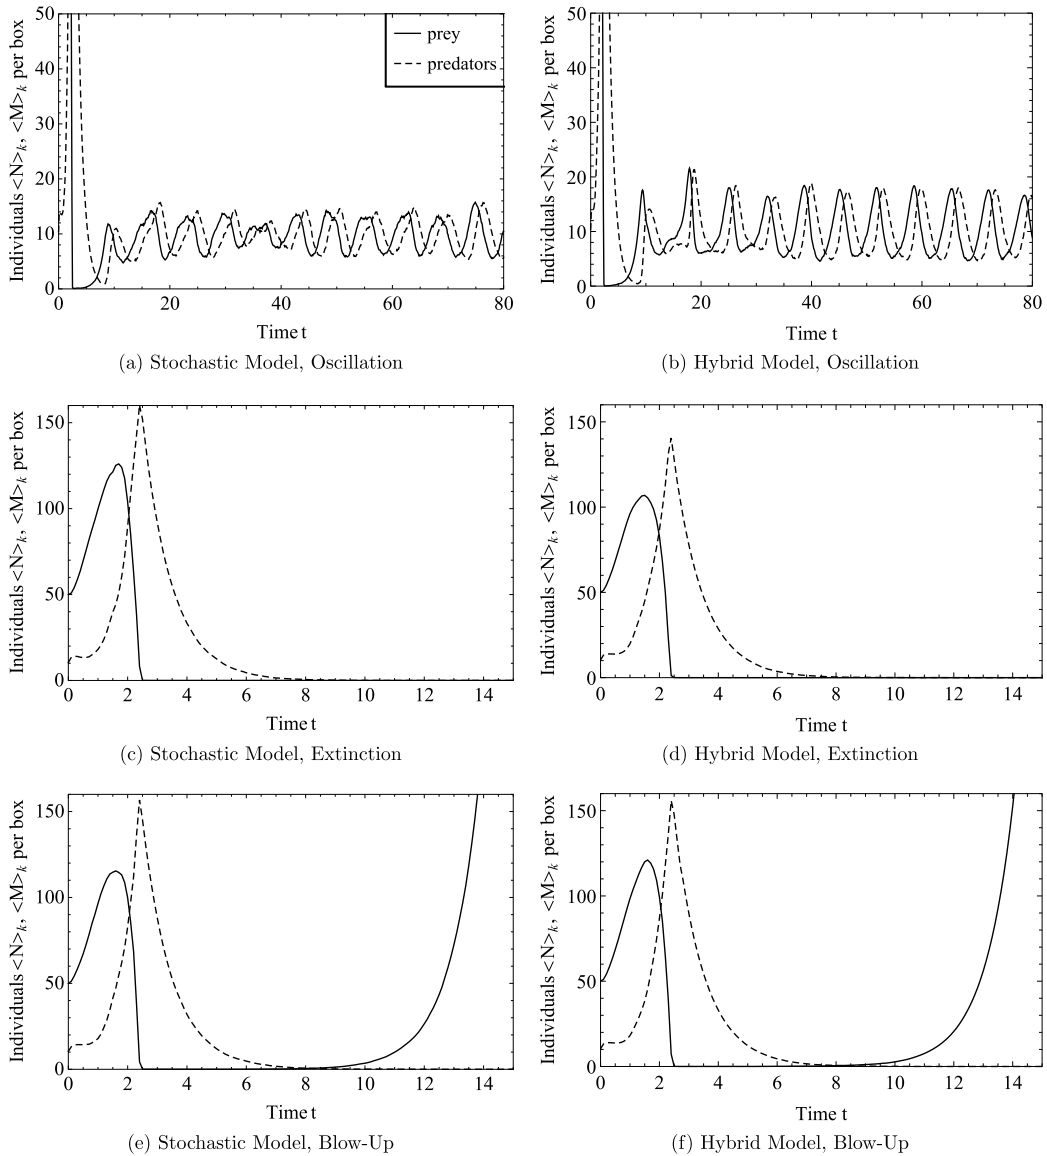 Individuals <N>k, <M>k per box
50
40
30
20
10
0
0 20 40 60 80
prey
predators
Time t
(a) Stochastic Model, Oscillation
Individuals <N>k, <M>k per box
50
40
30
20
10
0
0 20 40 60 80
Time t
(b) Hybrid Model, Oscillation
Individuals <N>k, <M>k per box
150
100
50
0
0 2 4 6 8 10 12 14
Time t
(c) Stochastic Model, Extinction
Individuals <N>k, <M>k per box
150
100
50
0
0 2 4 6 8 10 12 14
Time t
(d) Hybrid Model, Extinction
Individuals <N>k, <M>k per box
150
100
50
0
0 2 4 6 8 10 12 14
Time t
(e) Stochastic Model, Blow-Up
Individuals <N>k, <M>k per box
150
100
50
0
0 2 4 6 8 10 12 14
Time t
(f) Hybrid Model, Blow-Up